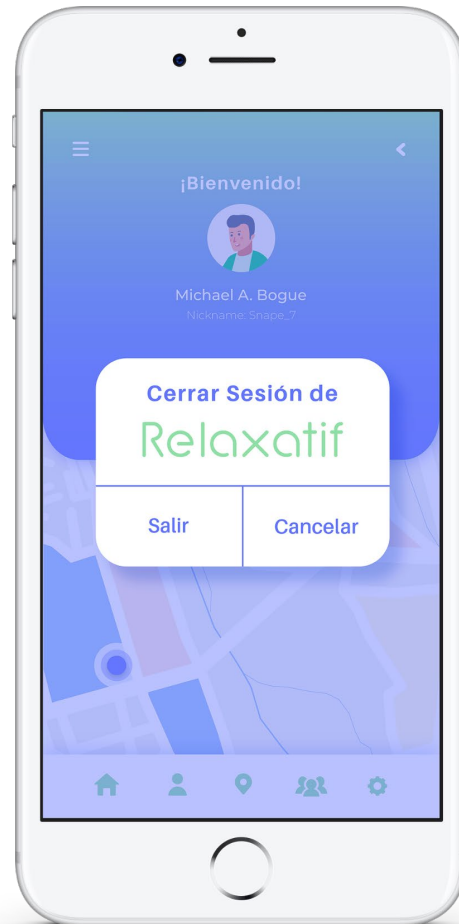 ¡Bienvenido!
Michael A. Bogue
Nickname: Snape_7
Cerrar Sesión de
Relaxatif
Salir
Cancelar